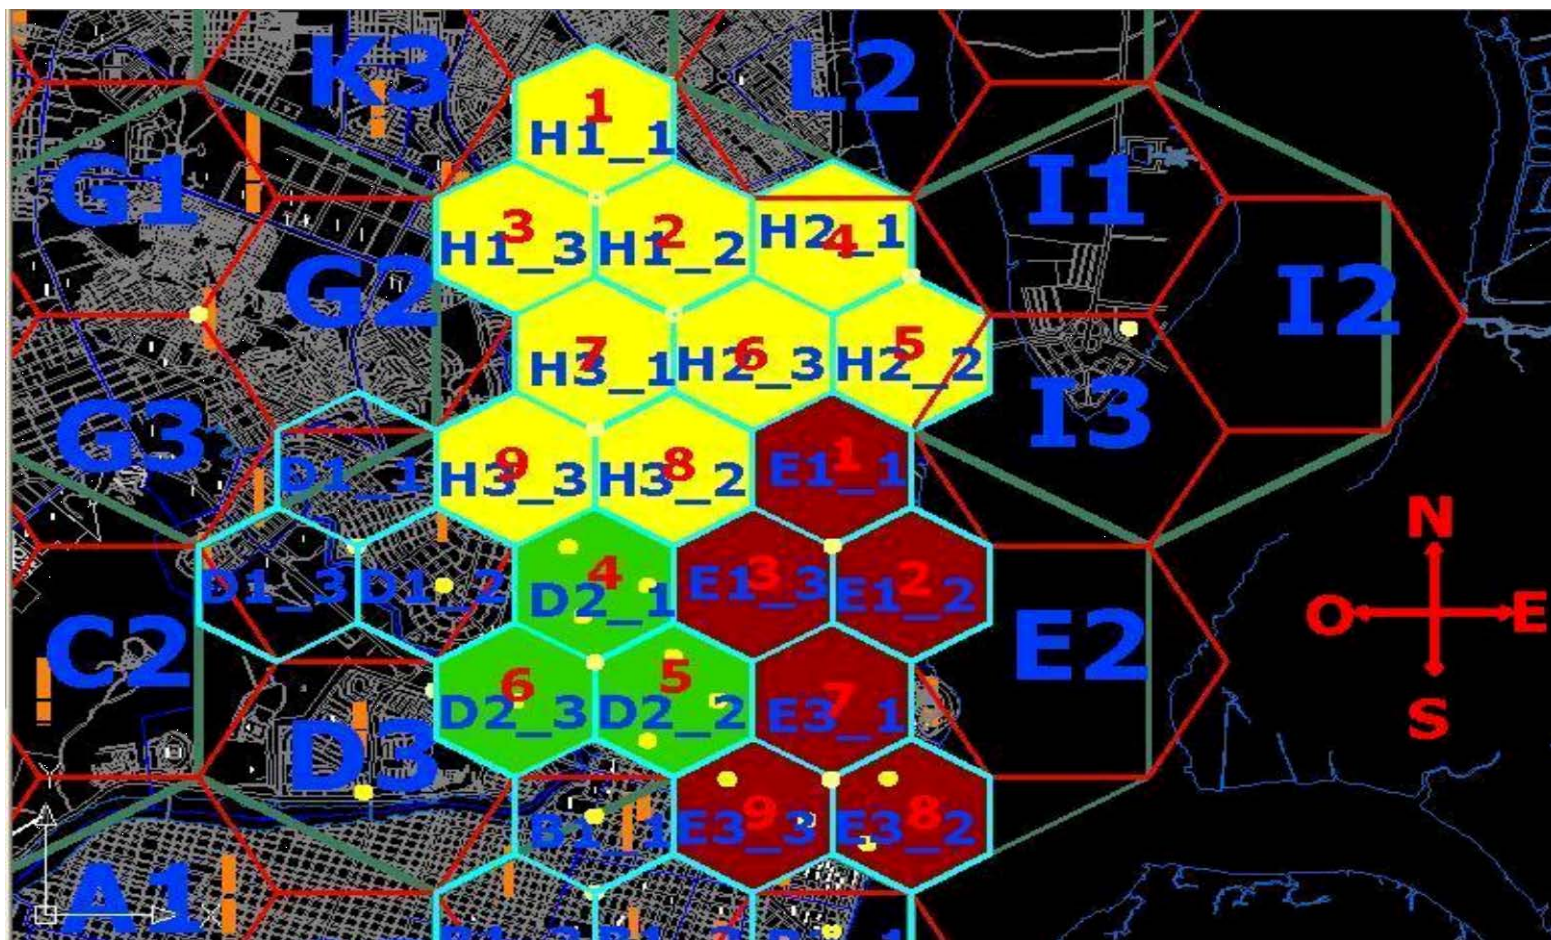 K3
L2
1
H1_1
G1
I1
3
2
4
H1_3
H1_2
H2_1
G2
I2
7
6
5
H3_1
H2_3
H2_2
G3
I3
9
8
1
D1_1
H3_3
H3_2
E1_1
N
4
3
2
D1_3
D1_2
D2_1
E1_3
E1_2
O
E
C2
E2
6
5
7
D2_3
D2_2
E3_1
S
D3
9
8
B1_1
E3_3
E3_2
A1
Y
X